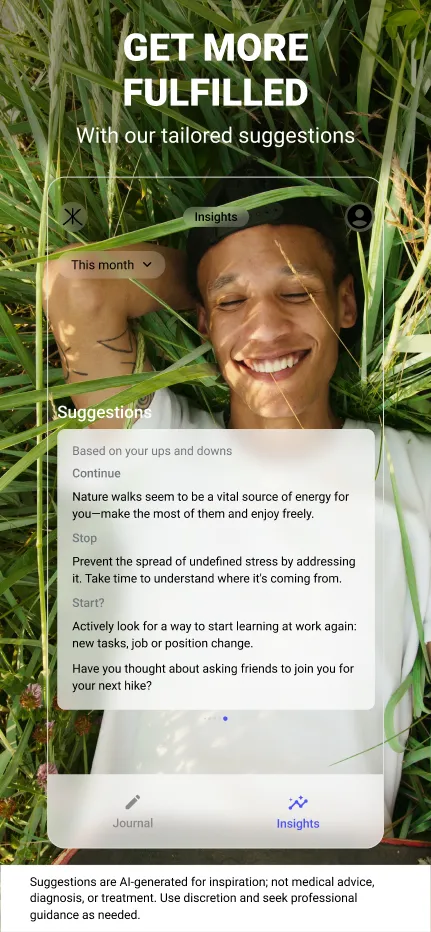 GET MORE
FULFILLED
With our tailored suggestions
Insights
This month
Suggestions
Based on your ups and downs
Continue
Nature walks seem to be a vital source of energy for
you—make the most of them and enjoy freely.
Stop
Prevent the spread of undefined stress by addressing
it. Take time to understand where it's coming from.
Start?
Actively look for a way to start learning at work again:
new tasks, job or position change.
Have you thought about asking friends to join you for
your next hike?
Journal
Insights
Suggestions are AI-generated for inspiration; not medical advice,
diagnosis, or treatment. Use discretion and seek professional
guidance as needed.